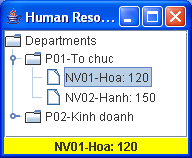 Human Reso...
Departments
P01-To chuc
NV01-Hoa: 120
NV02-Hanh: 150
P02-Kinh doanh
NV01-Hoa: 120